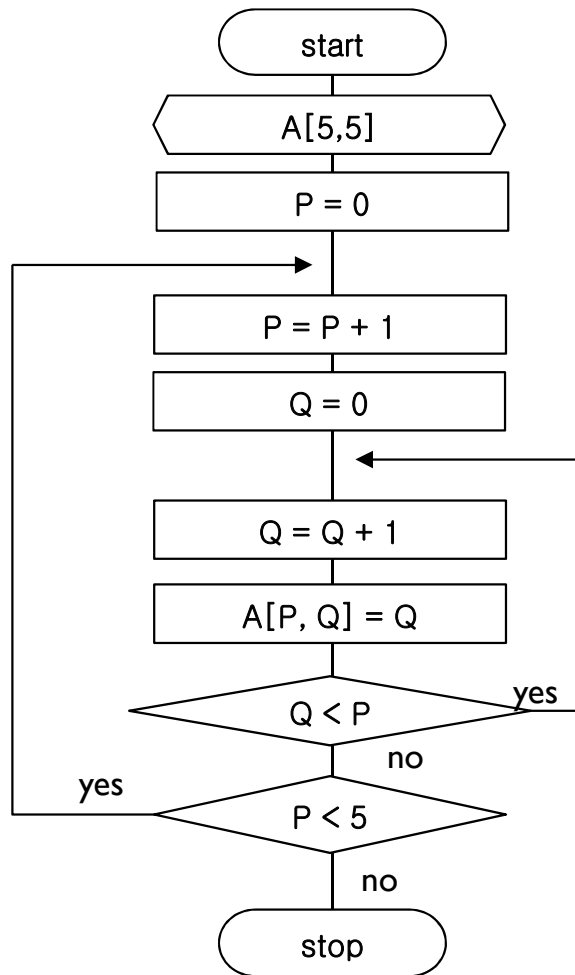 start
A[5,5]
P = 0
P = P + 1
Q = 0
Q = Q + 1
A[P, Q] = Q
Q < P
yes
no
yes
P < 5
no
stop